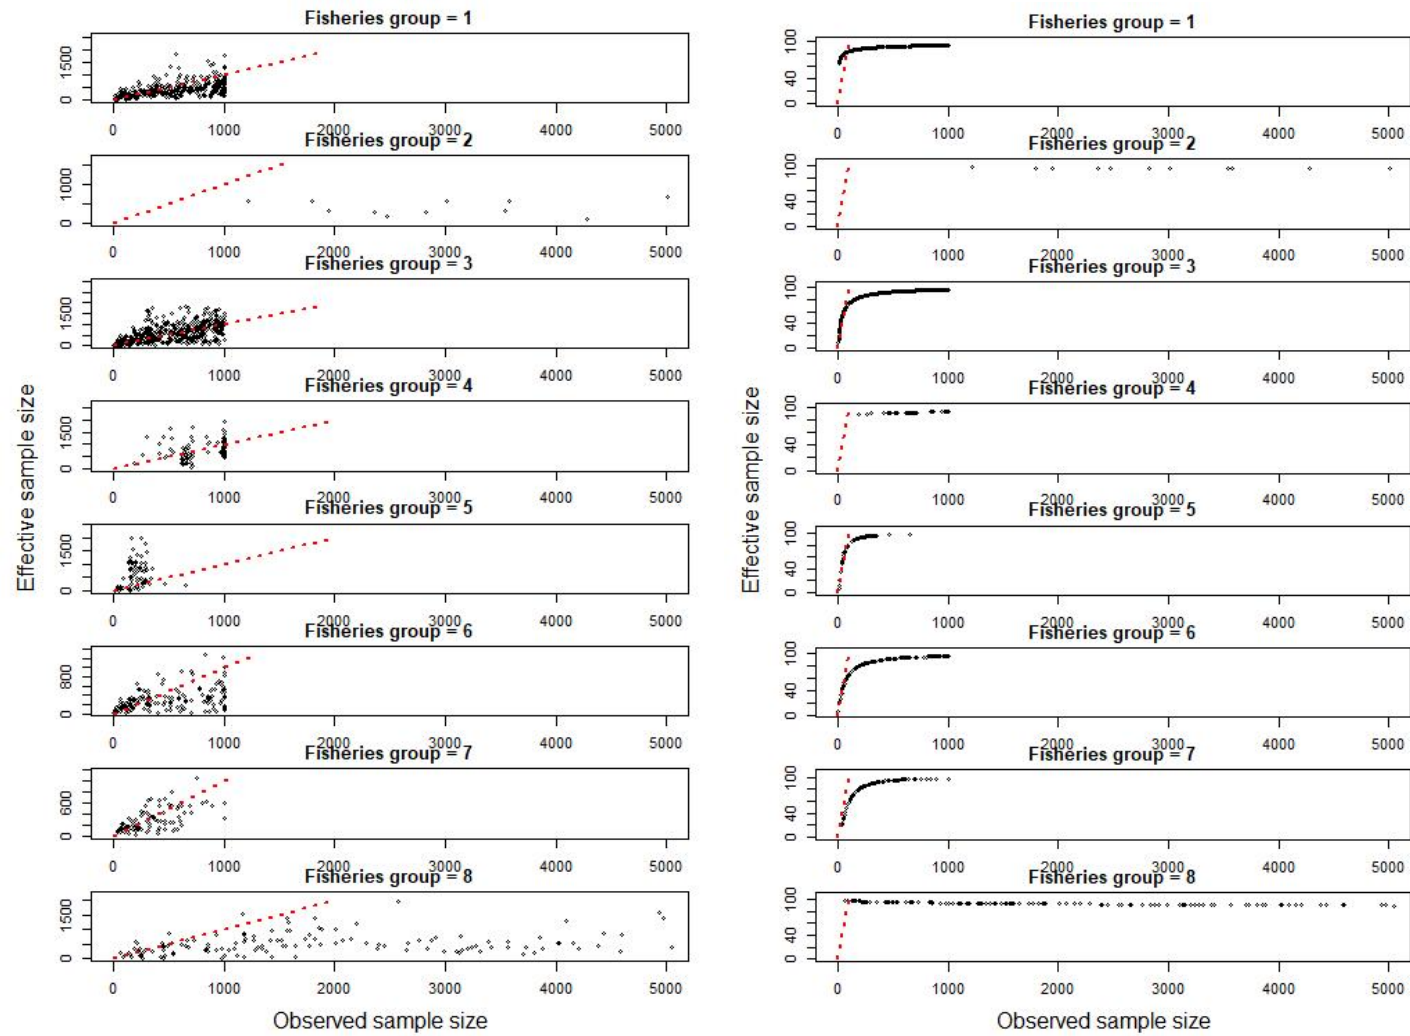 Fisheries group = 1
0 1500
0 1000 2000 3000 4000 5000
Fisheries group = 2
0 1000
0 1000 2000 3000 4000 5000
Fisheries group = 3
0 1500
0 1000 2000 3000 4000 5000
Fisheries group = 4
0 1500
0 1000 2000 3000 4000 5000
Fisheries group = 5
0 1500
0 1000 2000 3000 4000 5000
Fisheries group = 6
0 800
0 1000 2000 3000 4000 5000
Fisheries group = 7
0 600
0 1000 2000 3000 4000 5000
Fisheries group = 8
0 1500
0 1000 2000 3000 4000 5000
Effective sample size
Observed sample size
Fisheries group = 1
0 40 100
0 1000 2000 3000 4000 5000
Fisheries group = 2
0 40 100
0 1000 2000 3000 4000 5000
Fisheries group = 3
0 40 100
0 1000 2000 3000 4000 5000
Fisheries group = 4
0 40 100
0 1000 2000 3000 4000 5000
Fisheries group = 5
0 40 100
0 1000 2000 3000 4000 5000
Fisheries group = 6
0 40 100
0 1000 2000 3000 4000 5000
Fisheries group = 7
0 40 100
0 1000 2000 3000 4000 5000
Fisheries group = 8
0 40 100
0 1000 2000 3000 4000 5000
Effective sample size
Observed sample size